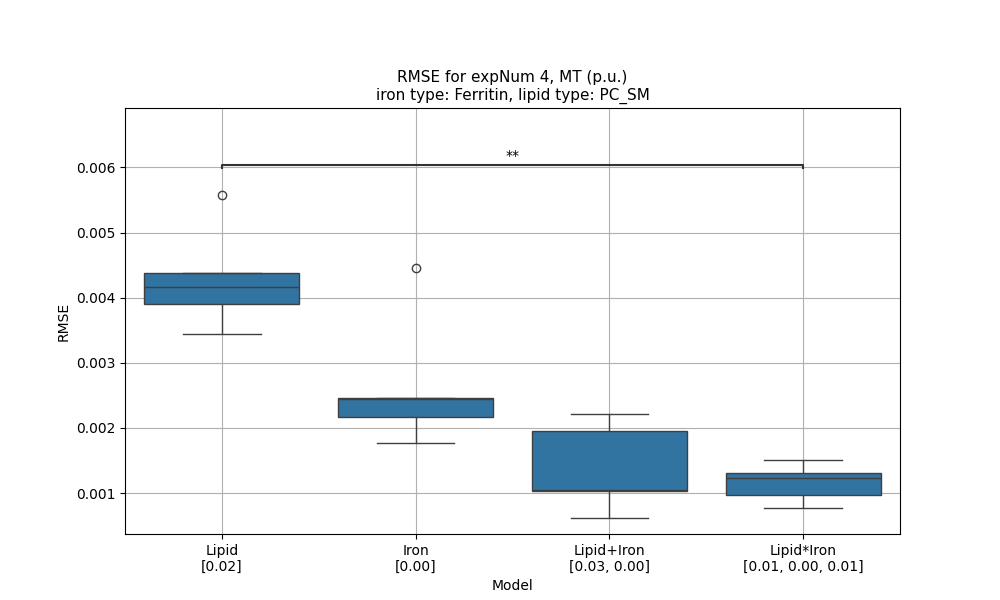 RMSE for expNum 4, MT (p.u.)
iron type: Ferritin, lipid type: PC_SM
**
0.006
0.005
0.004
0.003
0.002
0.001
RMSE
Lipid
[0.02]
Iron
[0.00]
Lipid+Iron
[0.03, 0.00]
Lipid*Iron
[0.01, 0.00, 0.01]
Model